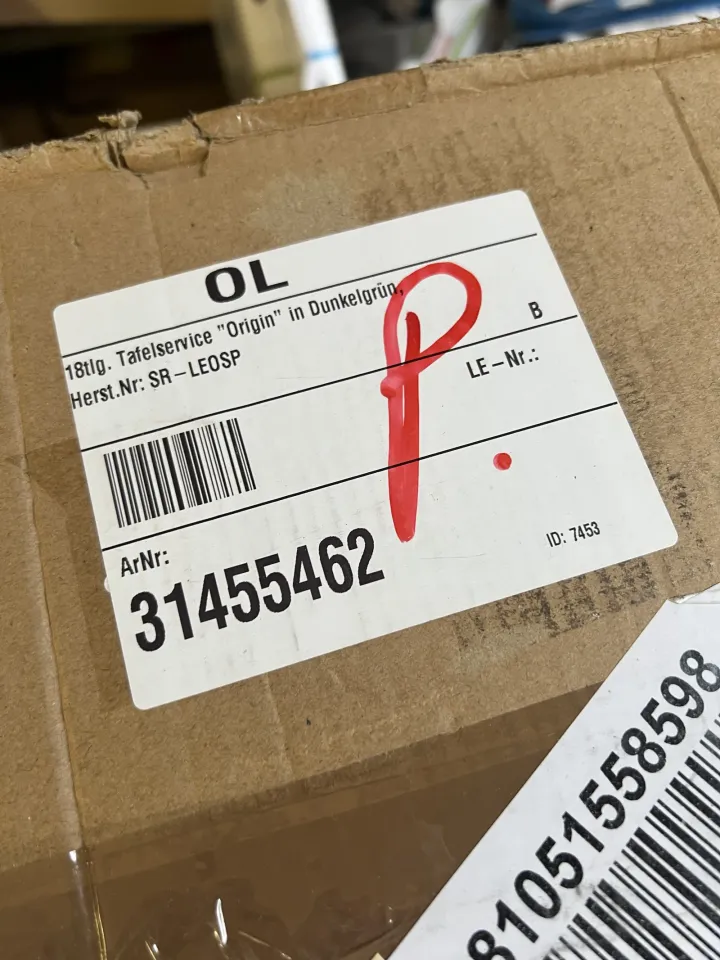 OL
18tlg. Tafelservice "Origin" in Dunkelgrün,
Herst.Nr: SR-LEOSP
B
LE-Nr.:
P.
ArNr:
31455462
ID: 7453
81051558598